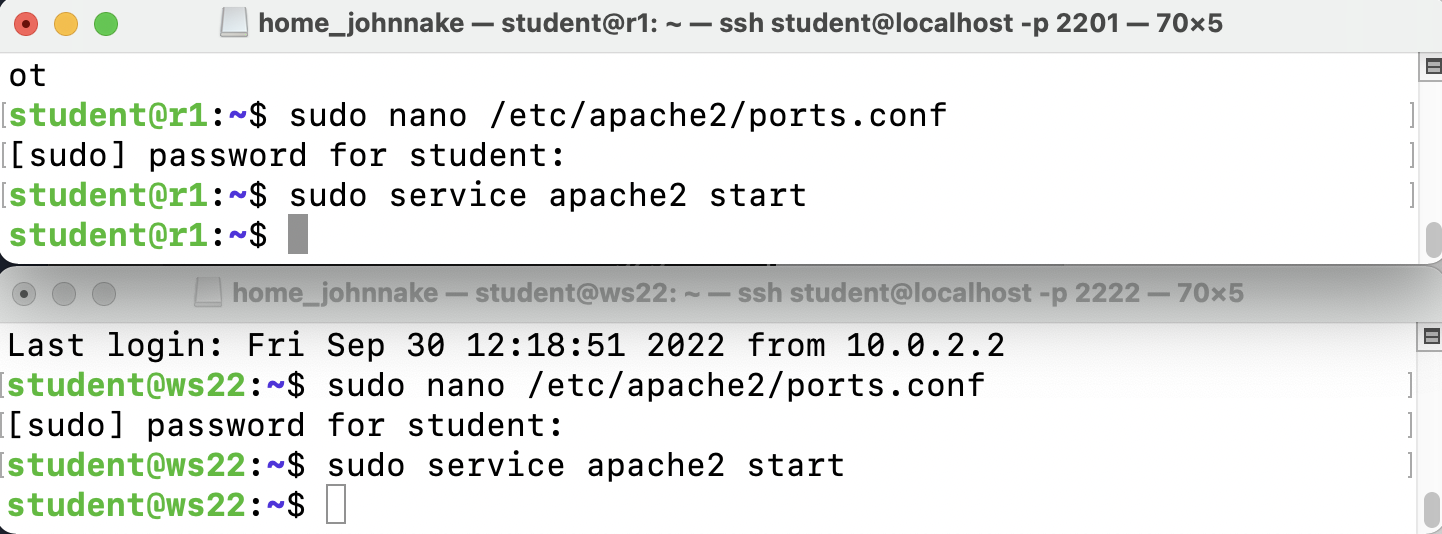 home_johnnake — student@r1: ~ — ssh student@localhost -p 2201 — 70×5
ot
[student@r1:~$ sudo nano /etc/apache2/ports.conf ]
[[sudo] password for student: ]
[student@r1:~$ sudo service apache2 start ]
student@r1:~$
home_johnnake — student@ws22: ~ — ssh student@localhost -p 2222 — 70×5
Last login: Fri Sep 30 12:18:51 2022 from 10.0.2.2
[student@ws22:~$ sudo nano /etc/apache2/ports.conf ]
[[sudo] password for student: ]
[student@ws22:~$ sudo service apache2 start ]
student@ws22:~$